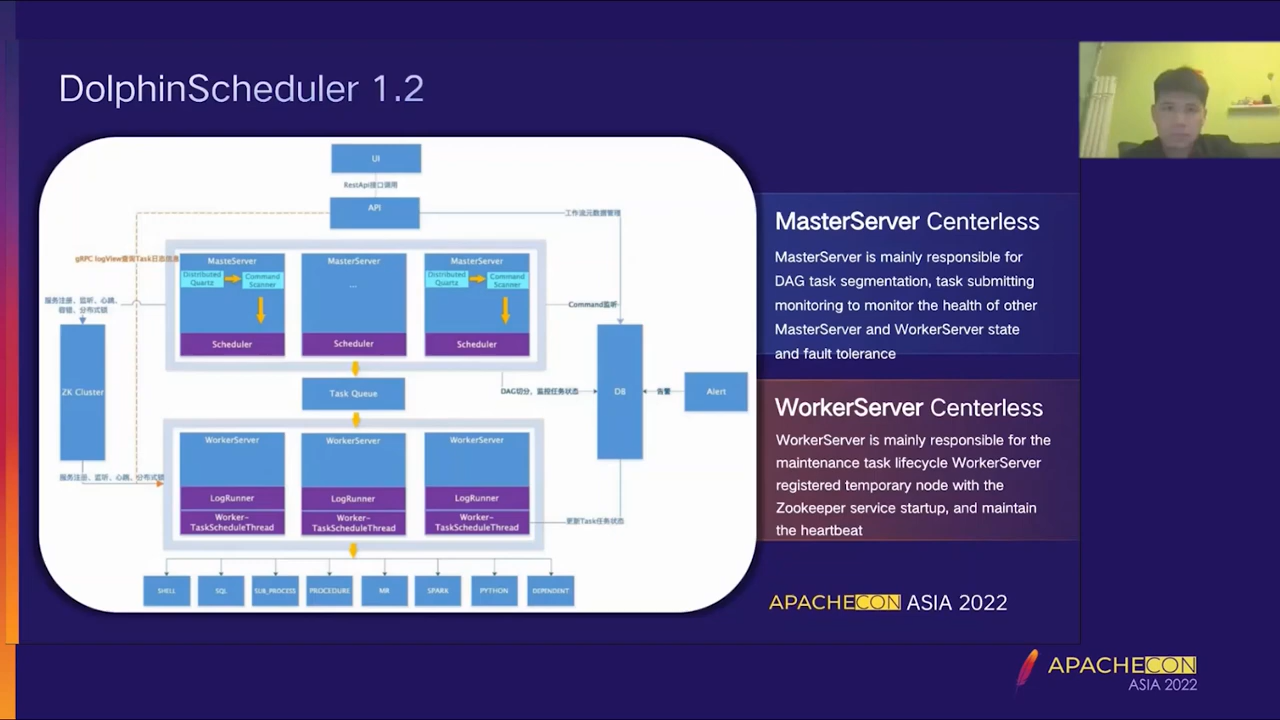 DolphinScheduler 1.2
UI
RestApi接口调用
API
工作流元数据管理
gRPC logView查询Task日志信息
MasteServer
Distributed
Quartz
Command
Scanner
Scheduler
MasterServer
...
Scheduler
MasterServer
Distributed
Quartz
Command
Scanner
Scheduler
服务注册、监听、心跳、
容错、分布式锁
Command监听
ZK Cluster
Task Queue
DAG切分，监控任务状态
DB
告警
Alert
WorkerServer
LogRunner
Worker-
TaskScheduleThread
WorkerServer
LogRunner
Worker-
TaskScheduleThread
WorkerServer
LogRunner
Worker-
TaskScheduleThread
服务注册、监听、心跳、分布式锁
更新Task任务状态
SHELL
SQL
SUB_PROCESS
PROCEDURE
MR
SPARK
PYTHON
DEPENDENT
MasterServer Centerless
MasterServer is mainly responsible for
DAG task segmentation, task submitting
monitoring to monitor the health of other
MasterServer and WorkerServer state
and fault tolerance
WorkerServer Centerless
WorkerServer is mainly responsible for the
maintenance task lifecycle WorkerServer
registered temporary node with the
Zookeeper service startup, and maintain
the heartbeat
APACHECON ASIA 2022
APACHECON
ASIA 2022